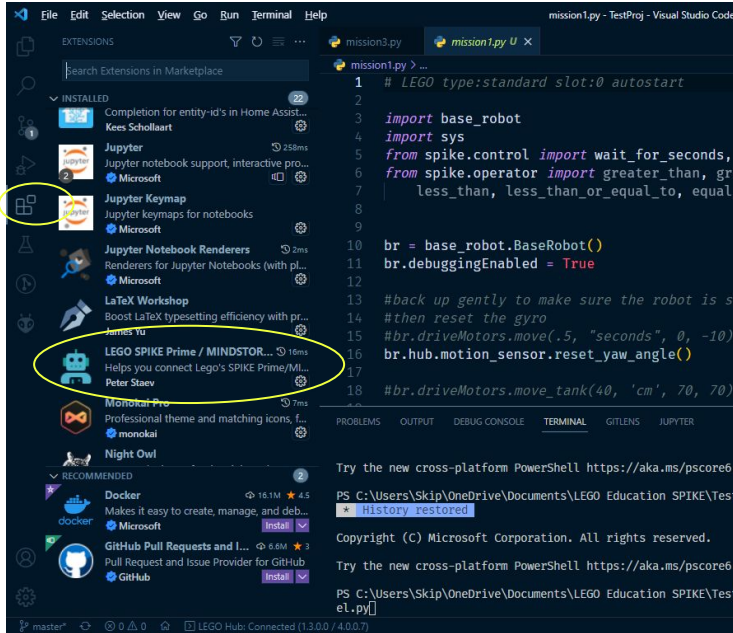 File Edit Selection View Go Run Terminal Help
mission1.py - TestProj - Visual Studio Code
EXTENSIONS
Search Extensions in Marketplace
INSTALLED 22
Completion for entity-id's in Home Assist...
Kees Schollaart
Jupyter 258ms
Jupyter notebook support, interactive pro...
Microsoft
Jupyter Keymap
Jupyter keymaps for notebooks
Microsoft
Jupyter Notebook Renderers 2ms
Renderers for Jupyter Notebooks (with pl...
Microsoft
LaTeX Workshop
Boost LaTeX typesetting efficiency with pr...
James Yu
LEGO SPIKE Prime / MINDSTOR... 16ms
Helps you connect Lego's SPIKE Prime/MI...
Peter Staev
Monokai Pro 7ms
Professional theme and matching icons, f...
monokai
Night Owl
RECOMMENDED 2
Docker 16.1M 4.5
Makes it easy to create, manage, and deb...
Microsoft Install
GitHub Pull Requests and I... 6.6M 3
Pull Request and Issue Provider for GitHub
GitHub Install
1
jupyter
2
jupyter
docker
mission3.py mission1.py U
mission1.py > ...
1 # LEGO type:standard slot:0 autostart
2
3 import base_robot
4 import sys
5 from spike.control import wait_for_seconds,
6 from spike.operator import greater_than, gr
7 less_than, less_than_or_equal_to, equal
8
9
10 br = base_robot.BaseRobot()
11 br.debuggingEnabled = True
12
13 #back up gently to make sure the robot is s
14 #then reset the gyro
15 #br.driveMotors.move(.5, "seconds", 0, -10)
16 br.hub.motion_sensor.reset_yaw_angle()
17
18 #br.driveMotors.move_tank(40, 'cm', 70, 70)
PROBLEMS OUTPUT DEBUG CONSOLE TERMINAL GITLENS JUPYTER
Try the new cross-platform PowerShell https://aka.ms/pscore6
PS C:\Users\Skip\OneDrive\Documents\LEGO Education SPIKE\Tes
* History restored
Copyright (C) Microsoft Corporation. All rights reserved.
Try the new cross-platform PowerShell https://aka.ms/pscore6
PS C:\Users\Skip\OneDrive\Documents\LEGO Education SPIKE\Tes
el.py
master* 0 0 LEGO Hub: Connected (1.3.0.0 / 4.0.0.7)